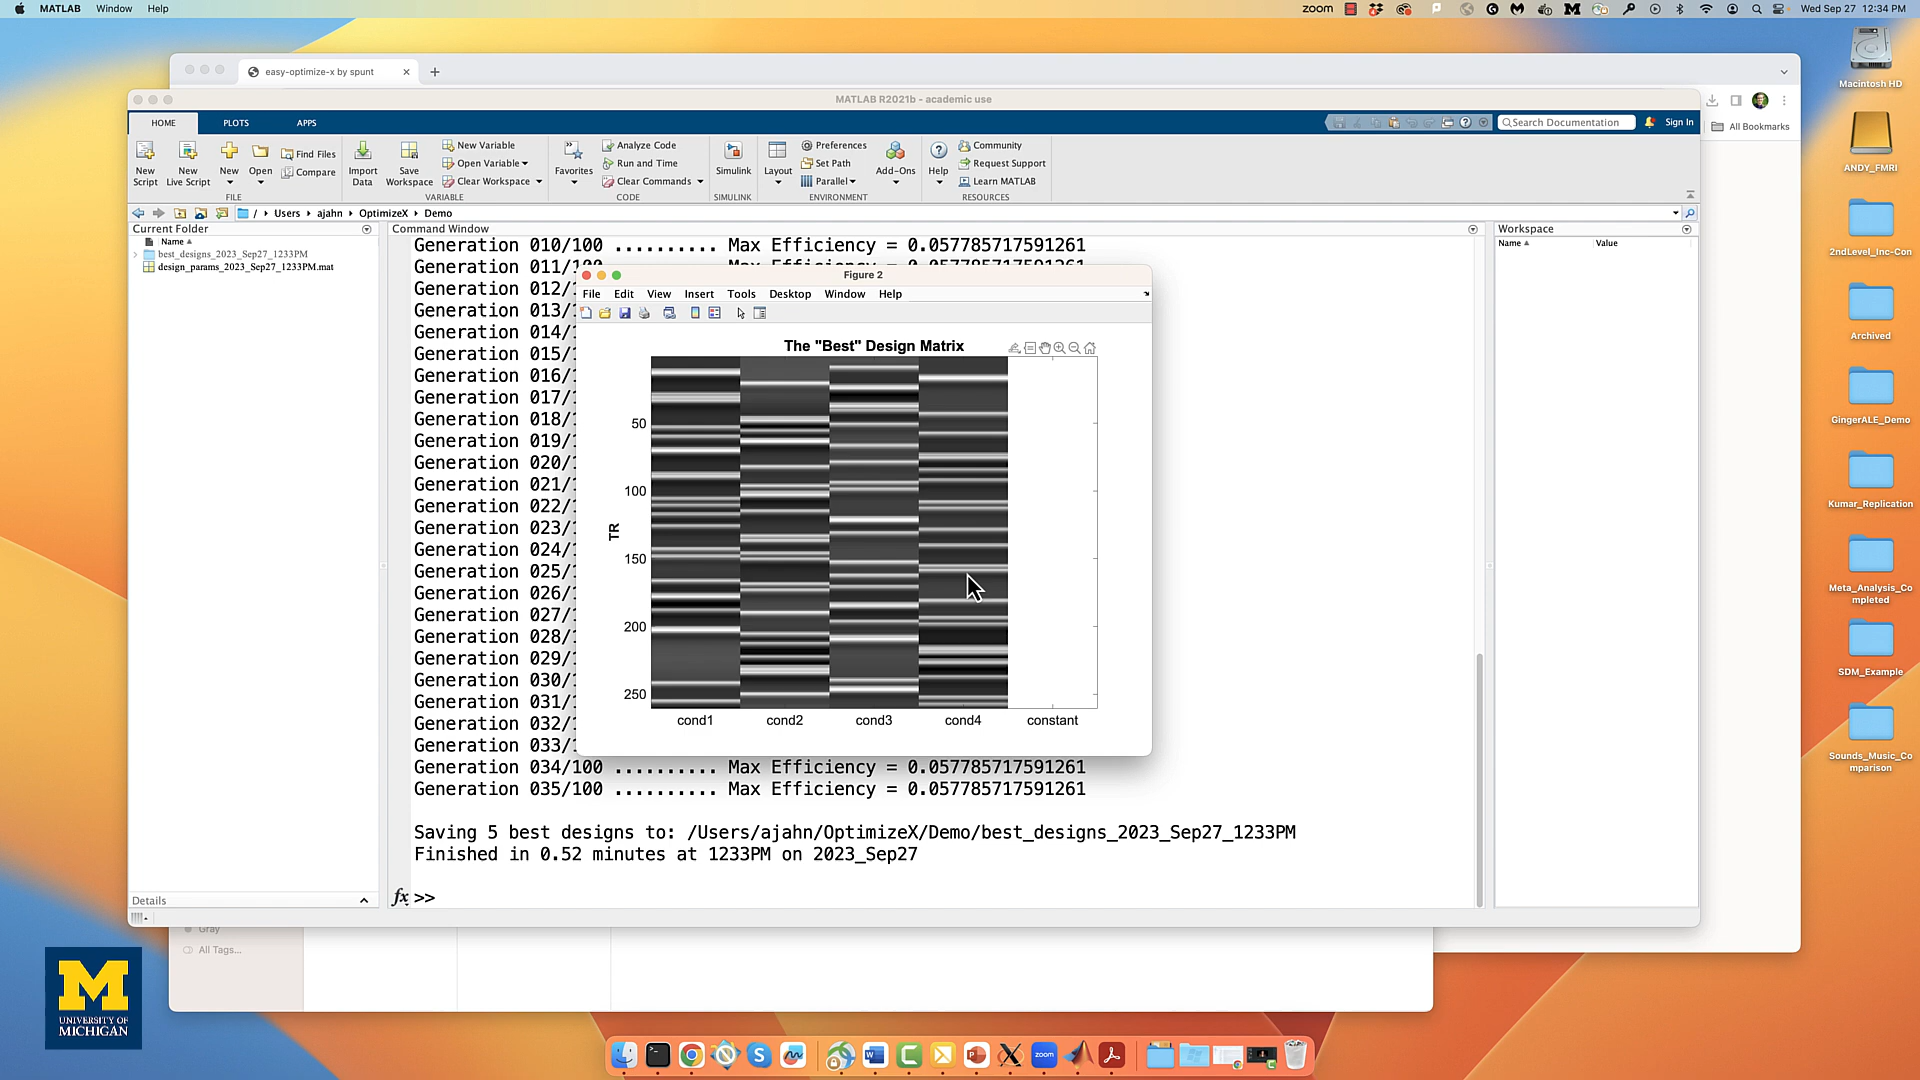 MATLAB Window Help
zoom
Wed Sep 27 12:34 PM
easy-optimize-x by spunt
All Bookmarks
MATLAB R2021b - academic use
HOME PLOTS APPS
Search Documentation
Sign In
New Script
New Live Script
New
Open
Find Files
Compare
FILE
Import Data
Save Workspace
New Variable
Open Variable
Clear Workspace
VARIABLE
Favorites
Analyze Code
Run and Time
Clear Commands
CODE
Simulink
SIMULINK
Layout
Preferences
Set Path
Parallel
ENVIRONMENT
Add-Ons
Help
Community
Request Support
Learn MATLAB
RESOURCES
/ Users ajahn OptimizeX Demo
Current Folder
Name
best_designs_2023_Sep27_1233PM
design_params_2023_Sep27_1233PM.mat
Details
Command Window
Generation 010/100 .......... Max Efficiency = 0.057785717591261
Generation 011/100
Generation 012/
Generation 013/
Generation 014/
Generation 015/
Generation 016/
Generation 017/
Generation 018/
Generation 019/
Generation 020/
Generation 021/
Generation 022/
Generation 023/
Generation 024/
Generation 025/
Generation 026/
Generation 027/
Generation 028/
Generation 029/
Generation 030/
Generation 031/
Generation 032/
Generation 033/
Generation 034/100 .......... Max Efficiency = 0.057785717591261
Generation 035/100 .......... Max Efficiency = 0.057785717591261
Saving 5 best designs to: /Users/ajahn/OptimizeX/Demo/best_designs_2023_Sep27_1233PM
Finished in 0.52 minutes at 1233PM on 2023_Sep27
fx >>
Figure 2
File Edit View Insert Tools Desktop Window Help
The "Best" Design Matrix
TR
50
100
150
200
250
cond1 cond2 cond3 cond4 constant
Workspace
Name Value
Macintosh HD
ANDY_FMRI
2ndLevel_Inc-Con
Archived
GingerALE_Demo
Kumar_Replication
Meta_Analysis_Co
mpleted
SDM_Example
Sounds_Music_Co
mparison
Gray
All Tags...
M
UNIVERSITY OF
MICHIGAN
zoom